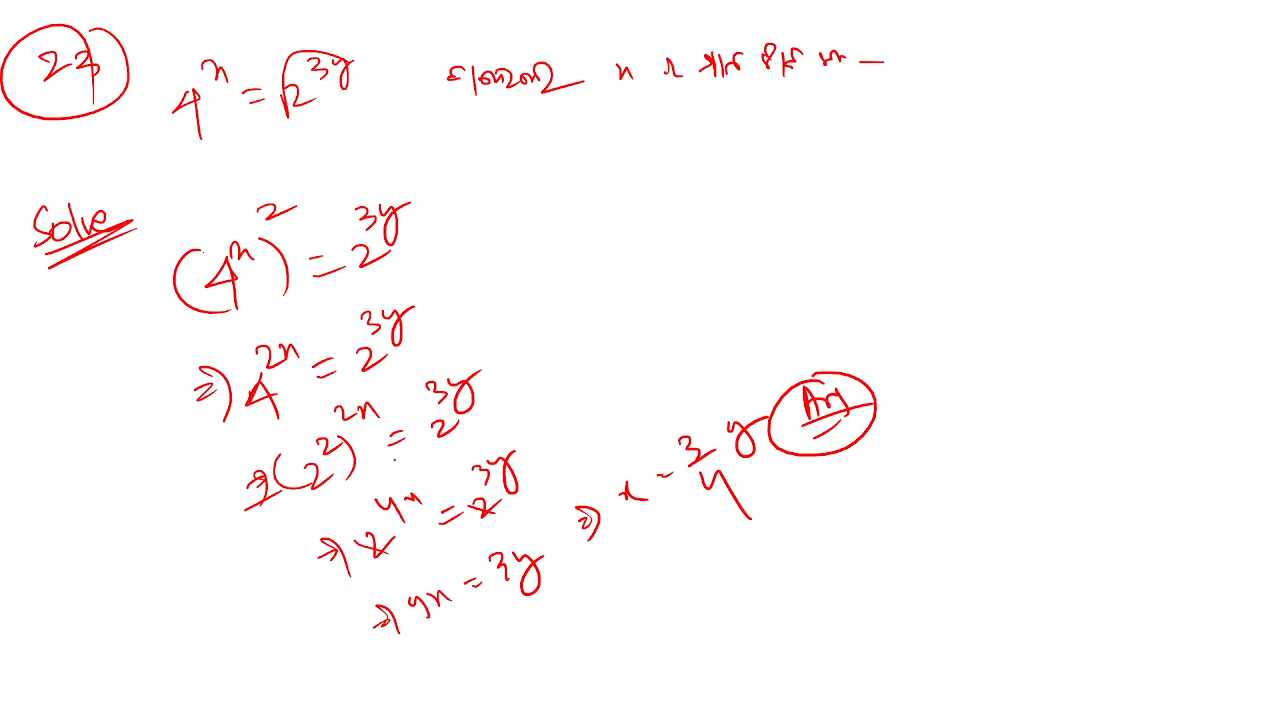 22
4^x = √2^{3y} x
Solve
(4^x)^2 = 2^{3y}
⇒ 4^{2x} = 2^{3y}
⇒ (2^2)^{2x} = 2^{3y}
⇒ 2^{4x} = 2^{3y}
⇒ 4x = 3y ⇒ x = 3/4 y Ans